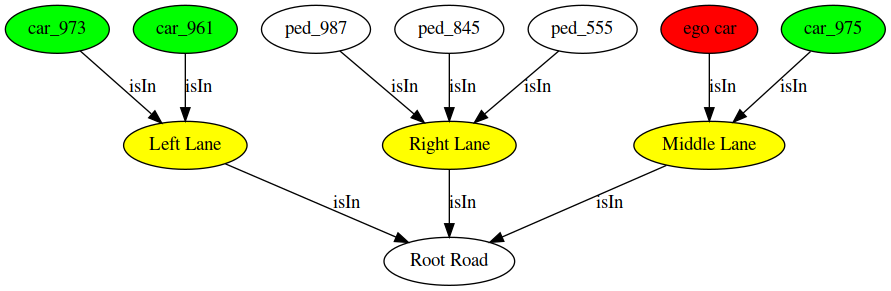 car_973
car_961
ped_987
ped_845
ped_555
ego car
car_975
isIn
isIn
isIn
isIn
isIn
isIn
isIn
Left Lane
Right Lane
Middle Lane
isIn
isIn
isIn
Root Road